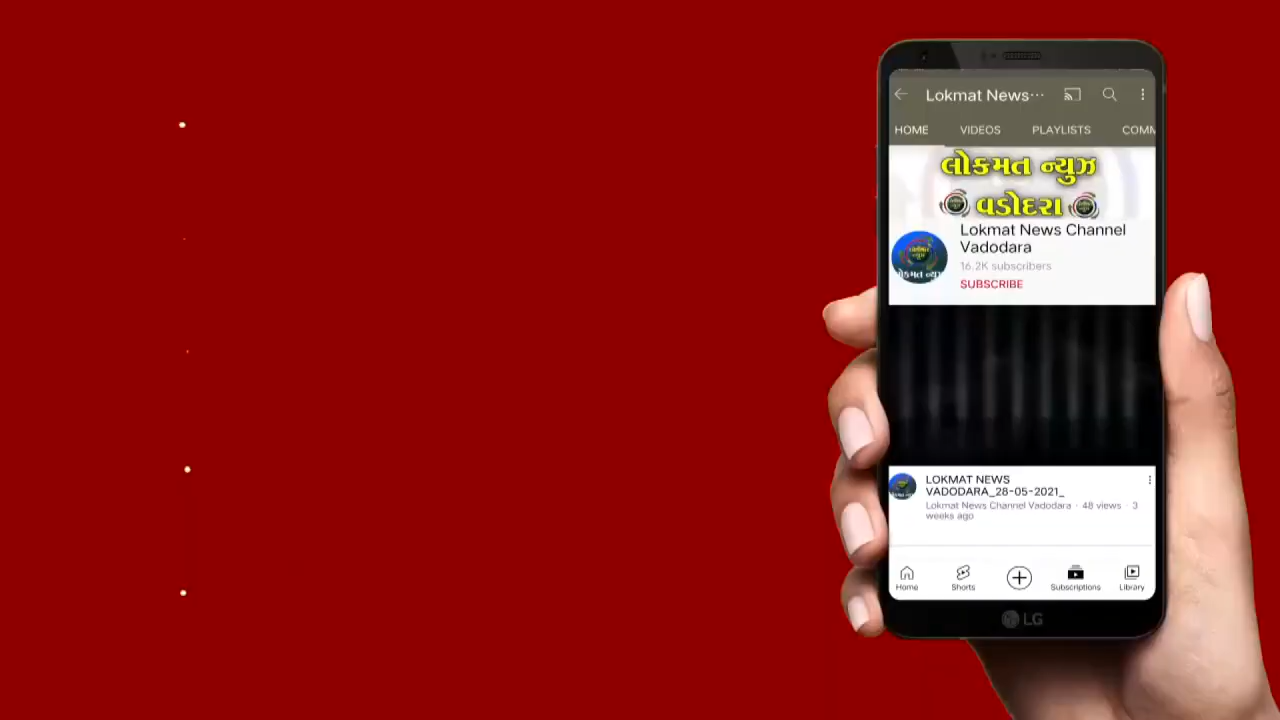 Lokmat News...
HOME VIDEOS PLAYLISTS COMM
લોકમત ન્યુઝ
વડોદરા
Lokmat News Channel
Vadodara
16.2K subscribers
SUBSCRIBE
LOKMAT NEWS
VADODARA_28-05-2021_
Lokmat News Channel Vadodara · 48 views · 3
weeks ago
Home Shorts Subscriptions Library
LG